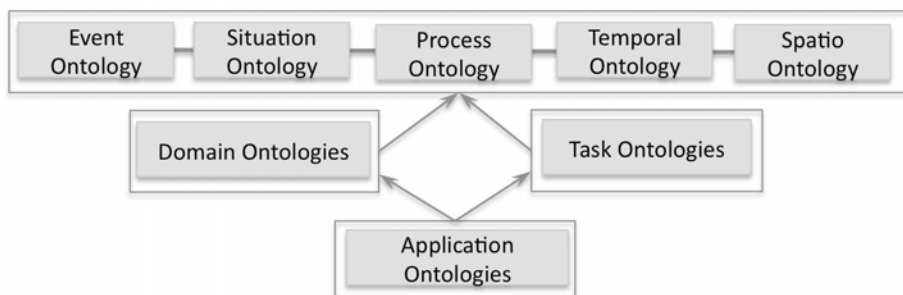 Event
Ontology
Situation
Ontology
Process
Ontology
Temporal
Ontology
Spatio
Ontology
Domain Ontologies
Task Ontologies
Application
Ontologies